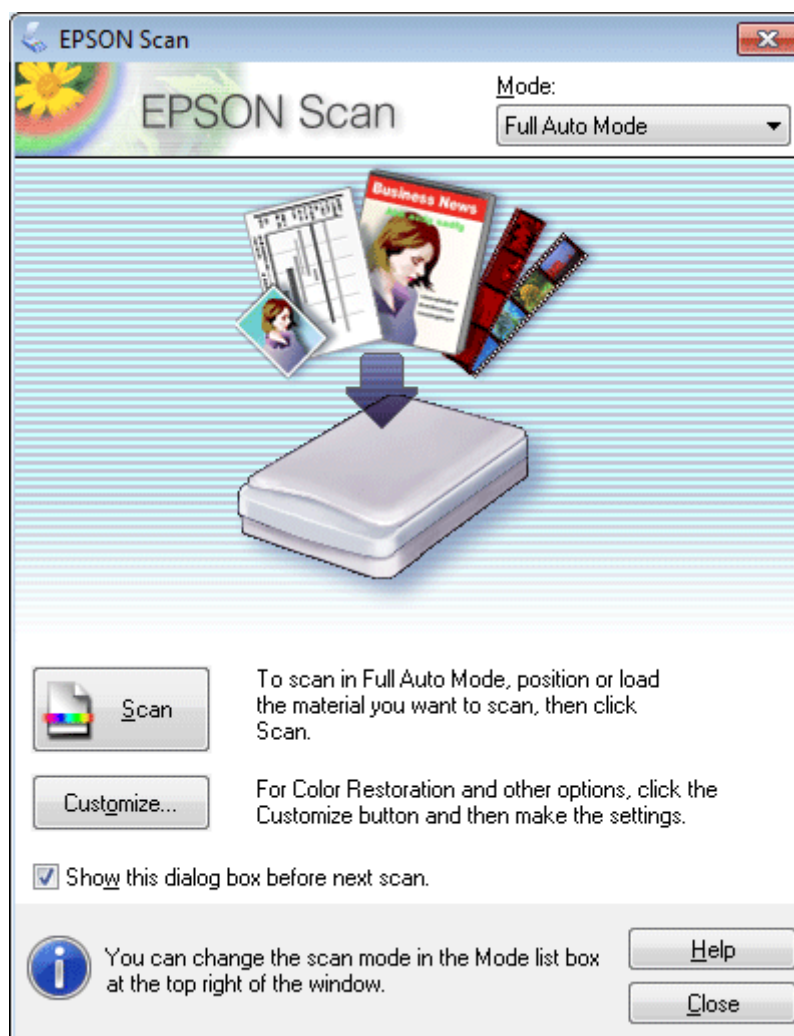 EPSON Scan
EPSON Scan
Mode:
Full Auto Mode
Business News
Scan
To scan in Full Auto Mode, position or load
the material you want to scan, then click
Scan.
Customize...
For Color Restoration and other options, click the
Customize button and then make the settings.
Show this dialog box before next scan.
You can change the scan mode in the Mode list box
at the top right of the window.
Help
Close